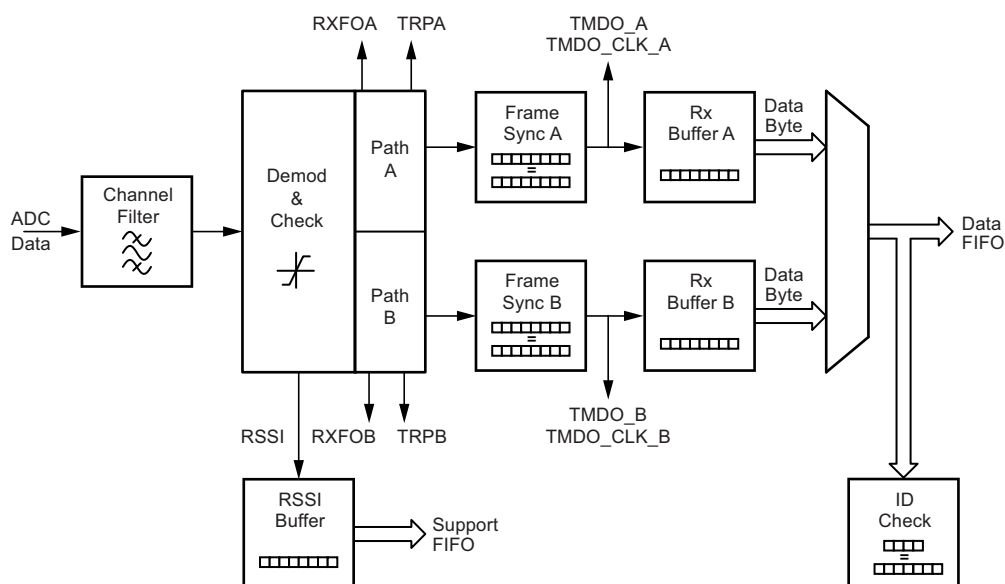 RXFOA TRPA
TMDO_A
TMDO_CLK_A
ADC
Data
Channel
Filter
Demod
&
Check
Path
A
Path
B
Frame
Sync A
=
Rx
Buffer A
Data
Byte
Frame
Sync B
=
Rx
Buffer B
Data
Byte
Data
FIFO
TMDO_B
TMDO_CLK_B
RSSI RXFOB TRPB
RSSI
Buffer
Support
FIFO
ID
Check
=